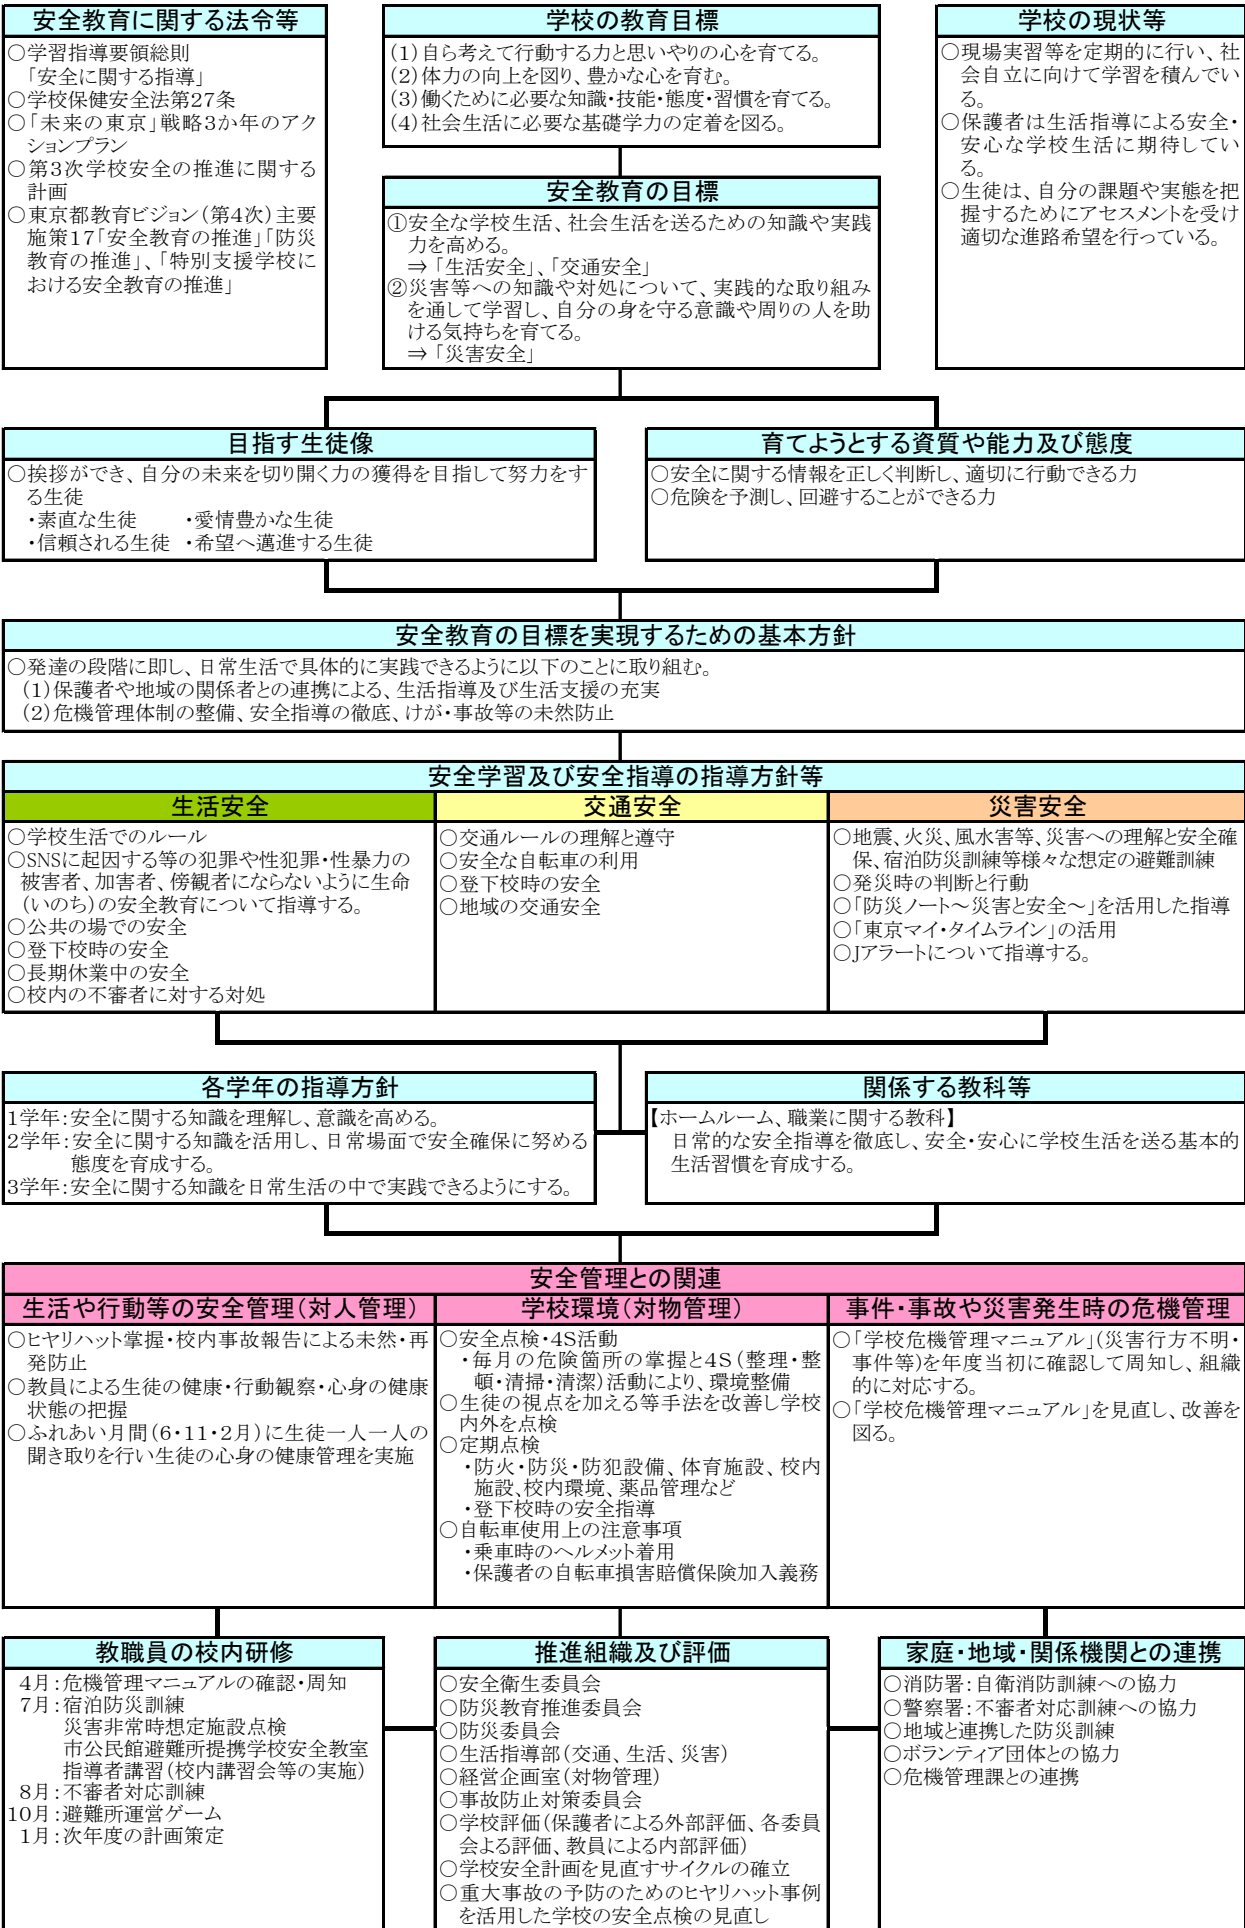 安全教育に関する法令等
○学習指導要領総則
「安全に関する指導」
○学校保健安全法第27条
○「未来の東京」戦略3か年のアク
ションプラン
○第3次学校安全の推進に関する
計画
○東京都教育ビジョン(第4次)主要
施策17「安全教育の推進」「防災
教育の推進」、「特別支援学校に
おける安全教育の推進」
学校の教育目標
(1)自ら考えて行動する力と思いやりの心を育てる。
(2)体力の向上を図り、豊かな心を育む。
(3)働くために必要な知識・技能・態度・習慣を育てる。
(4)社会生活に必要な基礎学力の定着を図る。
安全教育の目標
①安全な学校生活、社会生活を送るための知識や実践
力を高める。
⇒「生活安全」、「交通安全」
②災害等への知識や対処について、実践的な取り組み
を通して学習し、自分の身を守る意識や周りの人を助
ける気持ちを育てる。
⇒「災害安全」
学校の現状等
○現場実習等を定期的に行い、社
会自立に向けて学習を積んでい
る。
○保護者は生活指導による安全・
安心な学校生活に期待してい
る。
○生徒は、自分の課題や実態を把
握するためにアセスメントを受け
適切な進路希望を行っている。
目指す生徒像
○挨拶ができ、自分の未来を切り開く力の獲得を目指して努力をす
る生徒
・素直な生徒 ・愛情豊かな生徒
・信頼される生徒 ・希望へ邁進する生徒
育てようとする資質や能力及び態度
○安全に関する情報を正しく判断し、適切に行動できる力
○危険を予測し、回避することができる力
安全教育の目標を実現するための基本方針
○発達の段階に即し、日常生活で具体的に実践できるように以下のことに取り組む。
(1)保護者や地域の関係者との連携による、生活指導及び生活支援の充実
(2)危機管理体制の整備、安全指導の徹底、けが・事故等の未然防止
安全学習及び安全指導の指導方針等
生活安全
○学校生活でのルール
○SNSに起因する等の犯罪や性犯罪・性暴力の
被害者、加害者、傍観者にならないように生命
(いのち)の安全教育について指導する。
○公共の場での安全
○登下校時の安全
○長期休業中の安全
○校内の不審者に対する対処
交通安全
○交通ルールの理解と遵守
○安全な自転車の利用
○登下校時の安全
○地域の交通安全
災害安全
○地震、火災、風水害等、災害への理解と安全確
保、宿泊防災訓練等様々な想定の避難訓練
○発災時の判断と行動
○「防災ノート～災害と安全～」を活用した指導
○「東京マイ・タイムライン」の活用
○Jアラートについて指導する。
各学年の指導方針
1学年:安全に関する知識を理解し、意識を高める。
2学年:安全に関する知識を活用し、日常場面で安全確保に努める
態度を育成する。
3学年:安全に関する知識を日常生活の中で実践できるようにする。
関係する教科等
【ホームルーム、職業に関する教科】
日常的な安全指導を徹底し、安全・安心に学校生活を送る基本的
生活習慣を育成する。
安全管理との関連
生活や行動等の安全管理(対人管理)
○ヒヤリハット掌握・校内事故報告による未然・再
発防止
○教員による生徒の健康・行動観察・心身の健康
状態の把握
○ふれあい月間(6・11・2月)に生徒一人一人の
聞き取りを行い生徒の心身の健康管理を実施
学校環境(対物管理)
○安全点検・4S活動
・毎月の危険箇所の掌握と4S(整理・整
頓・清掃・清潔)活動により、環境整備
○生徒の視点を加える等手法を改善し学校
内外を点検
○定期点検
・防火・防災・防犯設備、体育施設、校内
施設、校内環境、薬品管理など
・登下校時の安全指導
○自転車使用上の注意事項
・乗車時のヘルメット着用
・保護者の自転車損害賠償保険加入義務
事件・事故や災害発生時の危機管理
○「学校危機管理マニュアル」(災害行方不明・
事件等)を年度当初に確認して周知し、組織
的に対応する。
○「学校危機管理マニュアル」を見直し、改善を
図る。
教職員の校内研修
4月:危機管理マニュアルの確認・周知
7月:宿泊防災訓練
災害非常時想定施設点検
市公民館避難所提携学校安全教室
指導者講習(校内講習会等の実施)
8月:不審者対応訓練
10月:避難所運営ゲーム
1月:次年度の計画策定
推進組織及び評価
○安全衛生委員会
○防災教育推進委員会
○防災委員会
○生活指導部(交通、生活、災害)
○経営企画室(対物管理)
○事故防止対策委員会
○学校評価(保護者による外部評価、各委員
会よる評価、教員による内部評価)
○学校安全計画を見直すサイクルの確立
○重大事故の予防のためのヒヤリハット事例
を活用した学校の安全点検の見直し
家庭・地域・関係機関との連携
○消防署:自衛消防訓練への協力
○警察署:不審者対応訓練への協力
○地域と連携した防災訓練
○ボランティア団体との協力
○危機管理課との連携